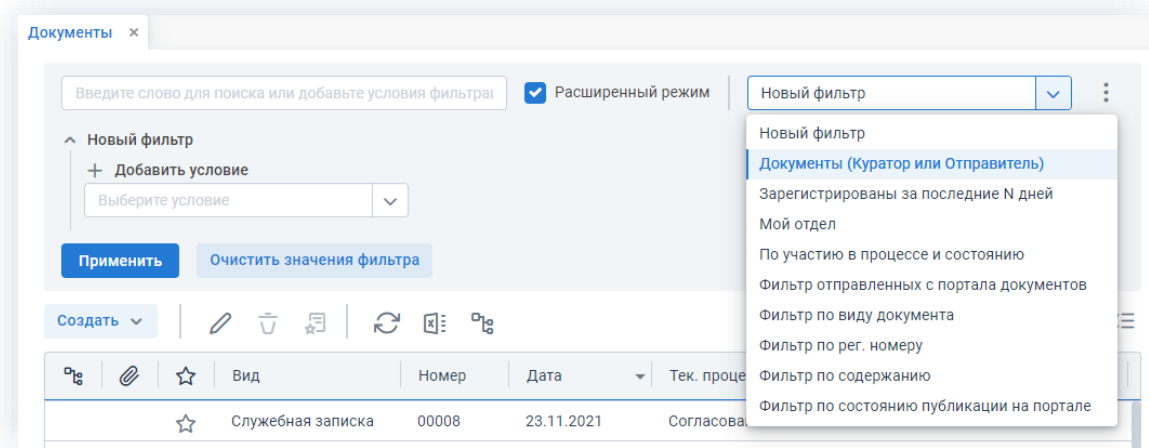 Документы ×
Введите слово для поиска или добавьте условия фильтрац
Расширенный режим
Новый фильтр
Новый фильтр
Добавить условие
Выберите условие
Применить
Очистить значения фильтра
Новый фильтр
Документы (Куратор или Отправитель)
Зарегистрированы за последние N дней
Мой отдел
По участию в процессе и состоянию
Фильтр отправленных с портала документов
Фильтр по виду документа
Фильтр по рег. номеру
Фильтр по содержанию
Фильтр по состоянию публикации на портале
Создать
Вид Номер Дата Тек. проце
Служебная записка 00008 23.11.2021 Согласова